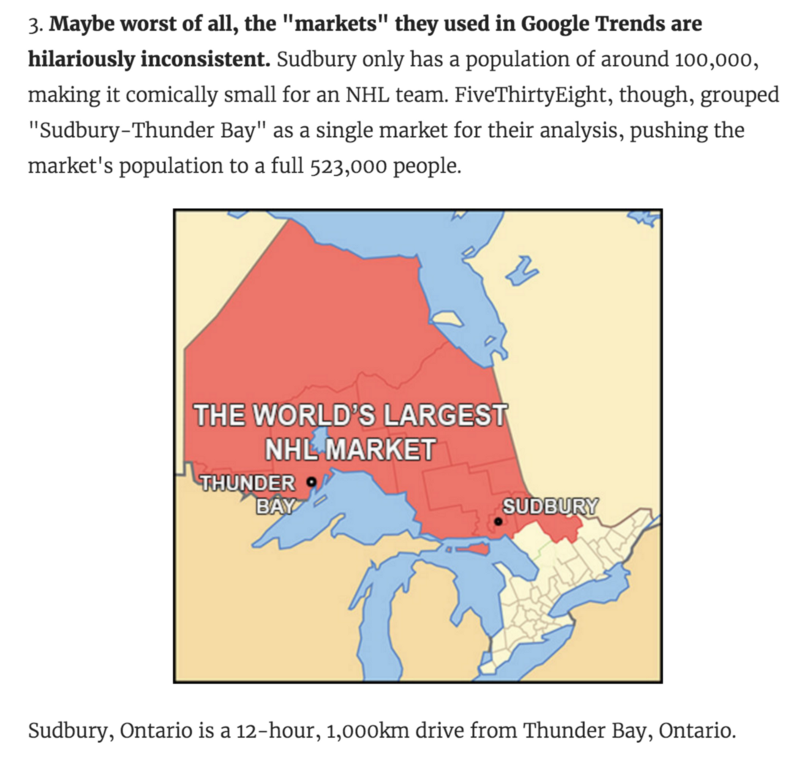 3. Maybe worst of all, the "markets" they used in Google Trends are
hilariously inconsistent. Sudbury only has a population of around 100,000,
making it comically small for an NHL team. FiveThirtyEight, though, grouped
"Sudbury-Thunder Bay" as a single market for their analysis, pushing the
market's population to a full 523,000 people.
THE WORLD'S LARGEST
NHL MARKET
THUNDER
BAY
SUDBURY
Sudbury, Ontario is a 12-hour, 1,000km drive from Thunder Bay, Ontario.